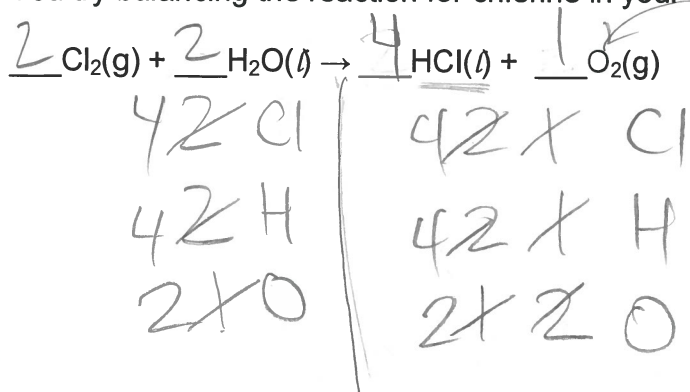 you by balancing the reaction for chlorine in your
2 Cl₂(g) + 2 H₂O(l) → 4 HCl(l) + 1 O₂(g)
4 2 Cl 4 2 1 Cl
4 2 H 4 2 1 H
2 1 O 2 1 2 O